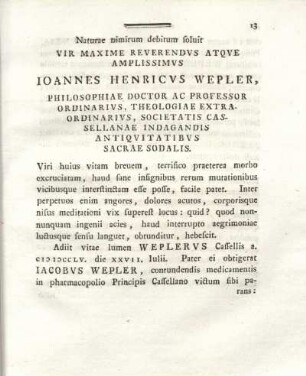 13
Naturae nimirum debitum soluit
VIR MAXIME REVERENDVS ATQVE
AMPLISSIMVS
IOANNES HENRICVS WEPLER,
PHILOSOPHIAE DOCTOR AC PROFESSOR
ORDINARIVS, THEOLOGIAE EXTRA-
ORDINARIVS, SOCIETATIS CAS-
SELLANAE INDAGANDIS
ANTIQVITATIBVS
SACRAE SODALIS.
Viri huius vitam breuem, terrifico praeterea morbo
excruciatam, haud sane insignibus rerum mutationibus
vicibusque interstinctam esse posse, facile patet. Inter
perpetuos enim angores, dolores acutos, corporisque
nisus meditationi vix superest locus: quid? quod non-
nunquam ingenii acies, haud interrupto aegrimoniae
luctusque sensu languet, obtunditur, hebescit.
Adiit vitae lumen WEPLERVS Cassellis a.
CIↃIↃCCLV. die XXVII. Iulii. Pater ei obtigerat
IACOBVS WEPLER, contundendis medicamentis
in pharmacopolio Principis Cassellano victum sibi pa-
rans: